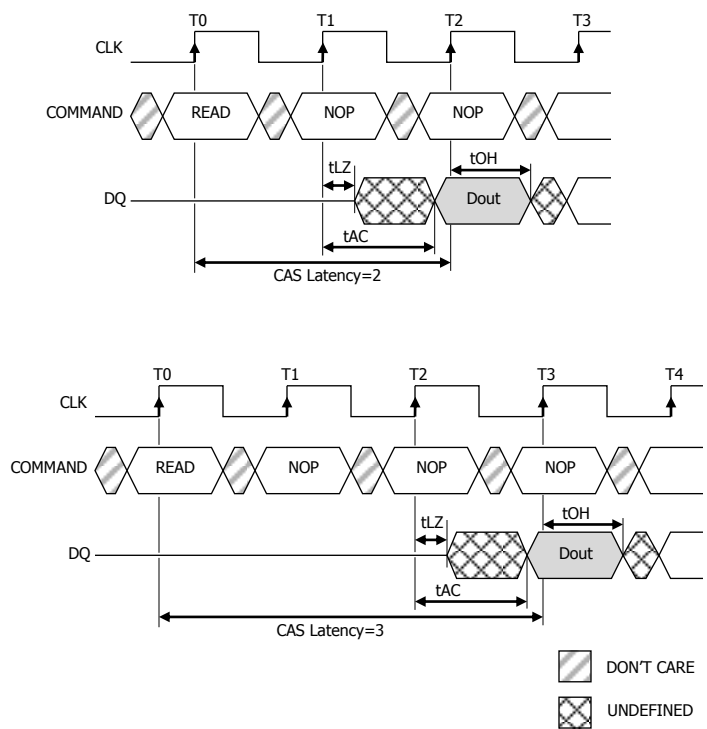 T0 T1 T2 T3
CLK
COMMAND READ NOP NOP
tLZ tOH
DQ Dout
tAC
CAS Latency=2
T0 T1 T2 T3 T4
CLK
COMMAND READ NOP NOP NOP
tLZ tOH
DQ Dout
tAC
CAS Latency=3
DON'T CARE
UNDEFINED